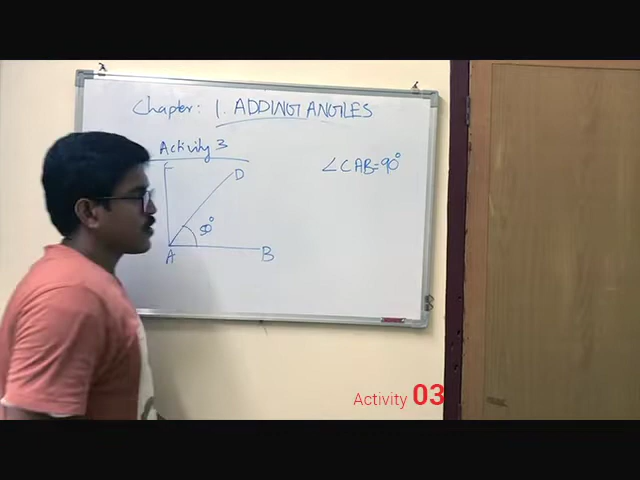 Chapter: 1. ADDING ANGLES
Activity 3
∠CAB=90°
D
50°
A
B
Activity 03